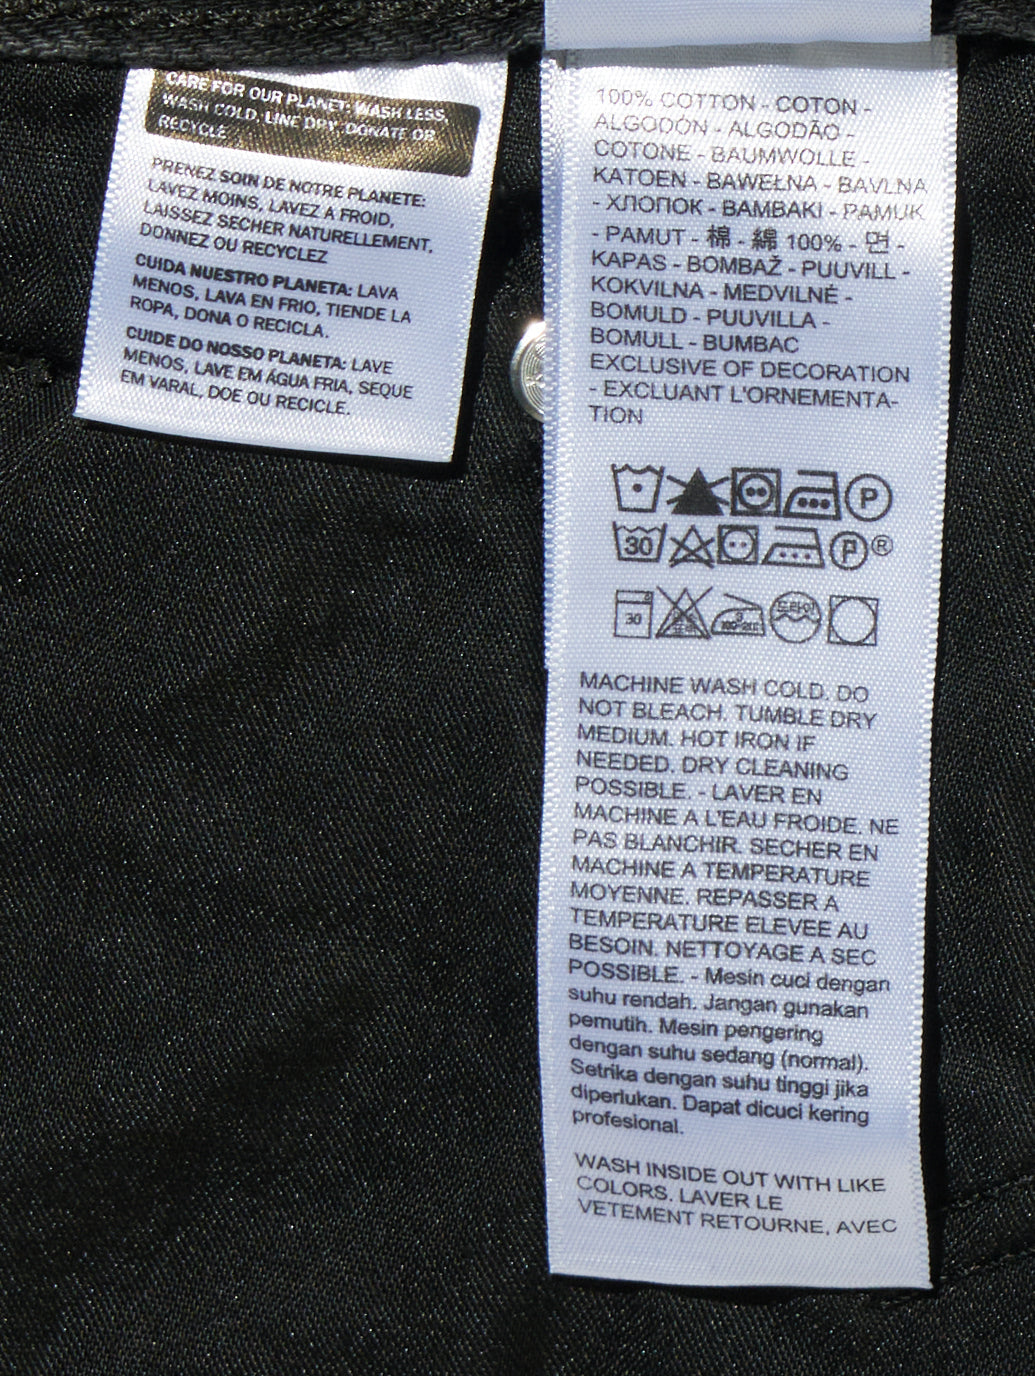 CARE FOR OUR PLANET: WASH LESS,
WASH COLD, LINE DRY, DONATE OR
RECYCLE
PRENEZ SOIN DE NOTRE PLANETE:
LAVEZ MOINS, LAVEZ A FROID,
LAISSEZ SECHER NATURELLEMENT,
DONNEZ OU RECYCLEZ
CUIDA NUESTRO PLANETA: LAVA
MENOS, LAVA EN FRIO, TIENDE LA
ROPA, DONA O RECICLA.
CUIDE DO NOSSO PLANETA: LAVE
MENOS, LAVE EM ÁGUA FRIA, SEQUE
EM VARAL, DOE OU RECICLE.
100% COTTON - COTON -
ALGODÓN - ALGODÃO -
COTONE - BAUMWOLLE -
KATOEN - BAWEŁNA - BAVLNA
- ХЛОПОК - BAMBAKI - PAMUK
- PAMUT - 棉 - 綿 100% - 면 -
KAPAS - BOMBAŽ - PUUVILL -
KOKVILNA - MEDVILNĖ -
BOMULD - PUUVILLA -
BOMULL - BUMBAC
EXCLUSIVE OF DECORATION
- EXCLUANT L'ORNEMENTA-
TION
P
30 P ®
30 드라이
MACHINE WASH COLD. DO
NOT BLEACH. TUMBLE DRY
MEDIUM. HOT IRON IF
NEEDED. DRY CLEANING
POSSIBLE. - LAVER EN
MACHINE A L'EAU FROIDE. NE
PAS BLANCHIR. SECHER EN
MACHINE A TEMPERATURE
MOYENNE. REPASSER A
TEMPERATURE ELEVEE AU
BESOIN. NETTOYAGE A SEC
POSSIBLE. - Mesin cuci dengan
suhu rendah. Jangan gunakan
pemutih. Mesin pengering
dengan suhu sedang (normal).
Setrika dengan suhu tinggi jika
diperlukan. Dapat dicuci kering
profesional.
WASH INSIDE OUT WITH LIKE
COLORS. LAVER LE
VETEMENT RETOURNE, AVEC